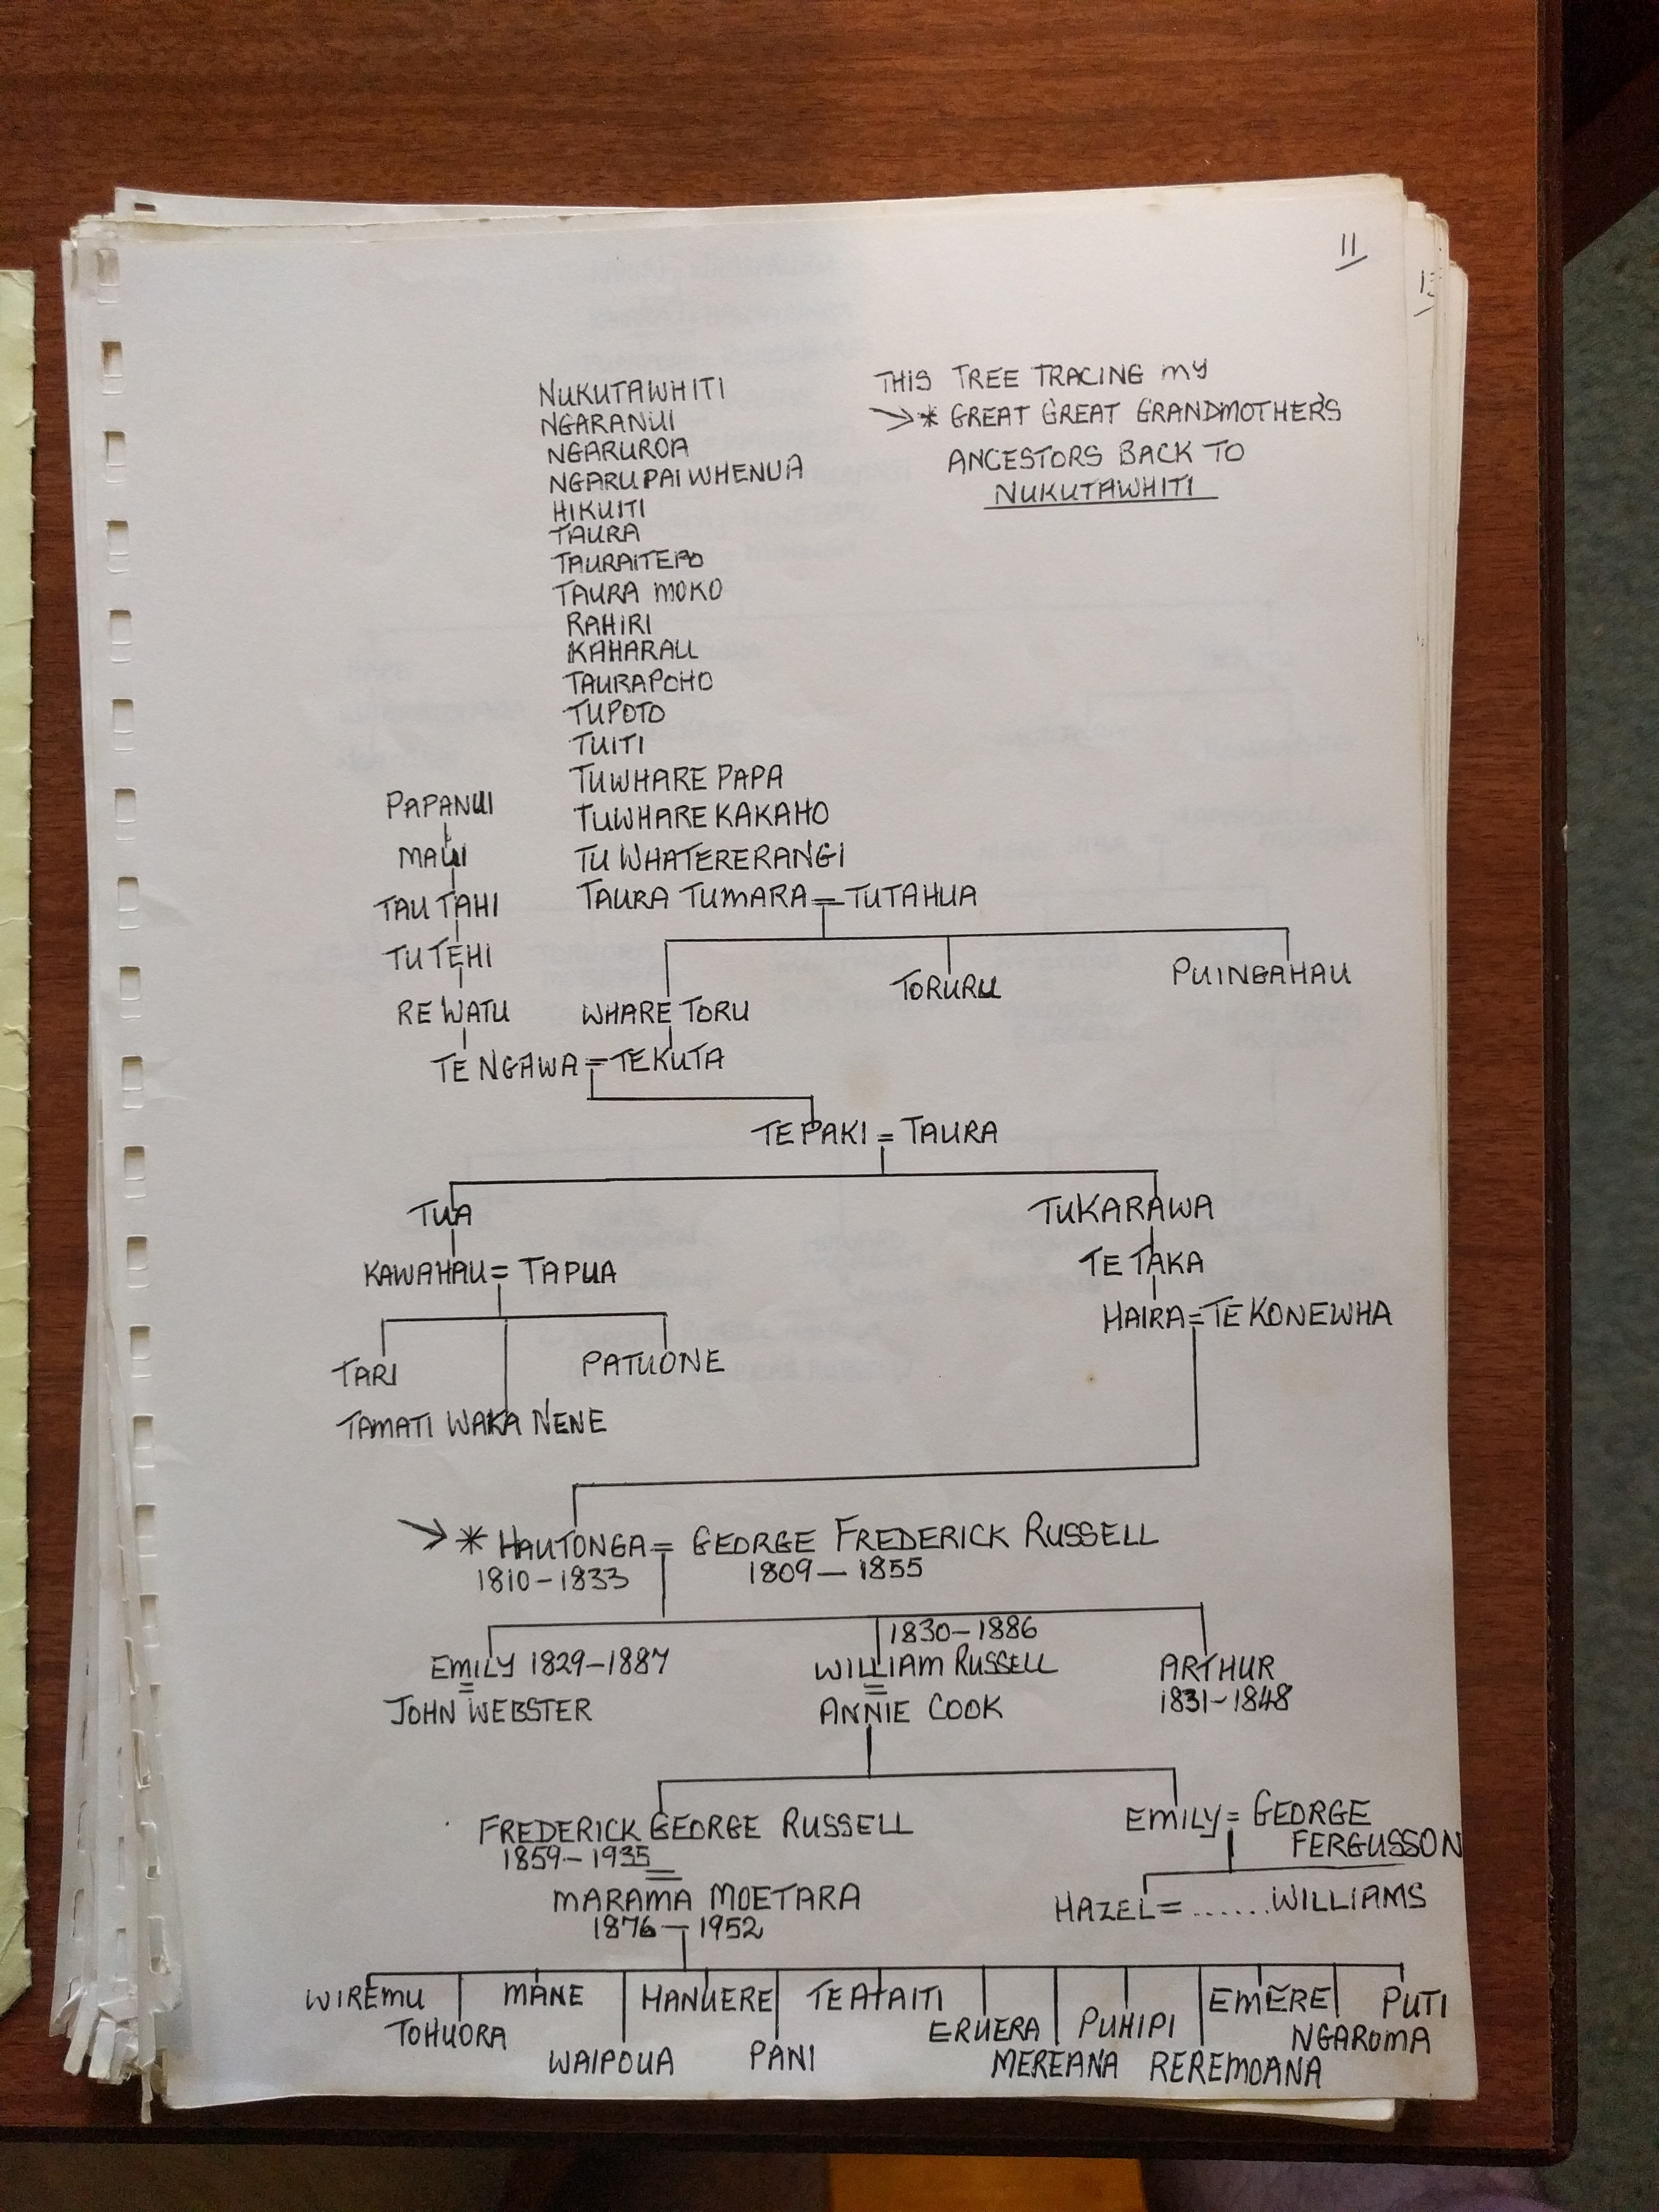 11
THIS TREE TRACING MY
* GREAT GREAT GRANDMOTHER'S
ANCESTORS BACK TO
NUKUTAWHITI
NUKUTAWHITI
NGARANUI
NGARUROA
NGARUPAIWHENUA
HIKUITI
TAURA
TAURAITEPO
TAURA MOKO
RAHIRI
KAHARAU
TAURAPOHO
TUPOTO
TUITI
TUWHARE PAPA
TUWHARE KAKAHO
TU WHATERERANGI
TAURA TUMARA = TUTAHUA
PAPANUI
MAUI
TAU TAHI
TU TEHI
RE WATU
WHARE TORU
TORURU
PUINGAHAU
TE NGAWA = TEKUTA
TE PAKI = TAURA
TUA
TUKARAWA
KAWAHAU = TAPUA
TE TAKA
HAIRA = TE KONEWHA
TARI
PATUONE
TAMATI WAKA NENE
* HAUTONGA = GEORGE FREDERICK RUSSELL
1810-1833 1809-1855
1830-1886
EMILY 1829-1887 WILLIAM RUSSELL ARTHUR
= = 1831-1848
JOHN WEBSTER ANNIE COOK
FREDERICK GEORGE RUSSELL EMILY = GEORGE
1859-1935 FERGUSSON
=
MARAMA MOETARA HAZEL = ......WILLIAMS
1876-1952
WIREMU MANE HANUERE TEATAITI EMERE PUTI
TOHUORA ERUERA PUHIPI NGAROMA
WAIPOUA PANI MEREANA REREMOANA